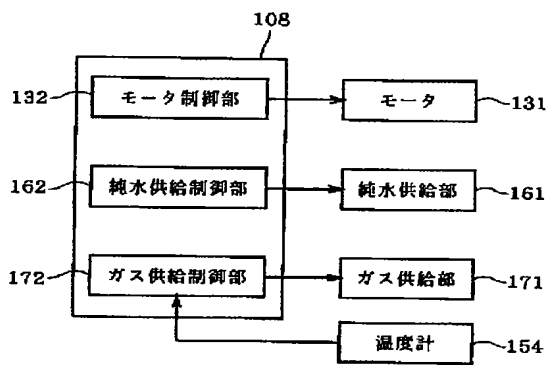 108
132
モータ制御部
モータ
131
162
純水供給制御部
純水供給部
161
172
ガス供給制御部
ガス供給部
171
温度計
154